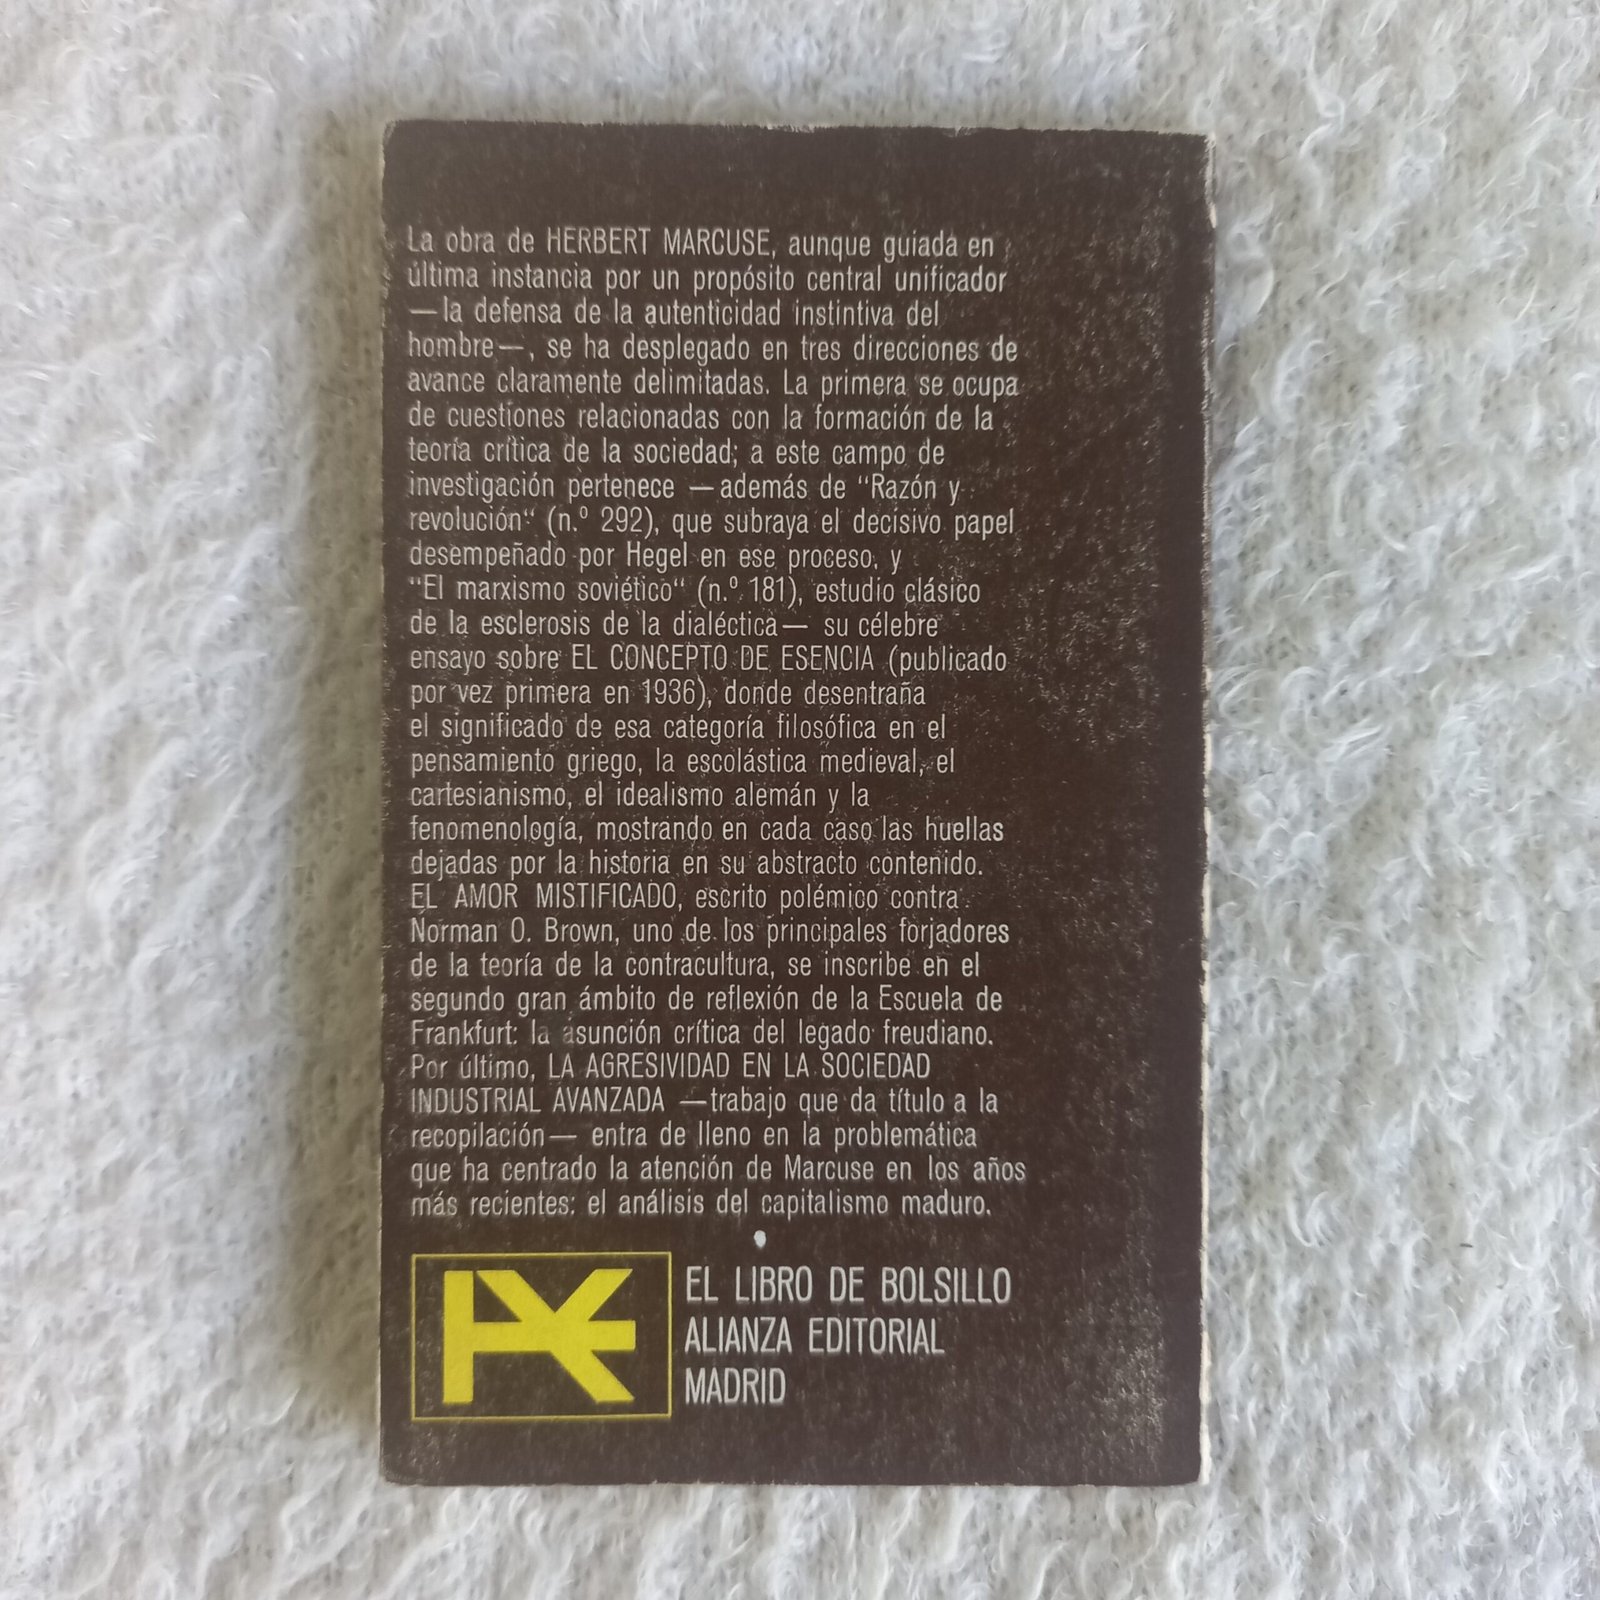 La obra de HERBERT MARCUSE, aunque guiada en
última instancia por un propósito central unificador
—la defensa de la autenticidad instintiva del
hombre—, se ha desplegado en tres direcciones de
avance claramente delimitadas. La primera se ocupa
de cuestiones relacionadas con la formación de la
teoría crítica de la sociedad; a este campo de
investigación pertenece —además de “Razón y
revolución“ (n.º 292), que subraya el decisivo papel
desempeñado por Hegel en ese proceso, y
“El marxismo soviético“ (n.º 181), estudio clásico
de la esclerosis de la dialéctica— su célebre
ensayo sobre EL CONCEPTO DE ESENCIA (publicado
por vez primera en 1936), donde desentraña
el significado de esa categoría filosófica en el
pensamiento griego, la escolástica medieval, el
cartesianismo, el idealismo alemán y la
fenomenología, mostrando en cada caso las huellas
dejadas por la historia en su abstracto contenido.
EL AMOR MISTIFICADO, escrito polémico contra
Norman O. Brown, uno de los principales forjadores
de la teoría de la contracultura, se inscribe en el
segundo gran ámbito de reflexión de la Escuela de
Frankfurt: la asunción crítica del legado freudiano.
Por último, LA AGRESIVIDAD EN LA SOCIEDAD
INDUSTRIAL AVANZADA —trabajo que da título a la
recopilación— entra de lleno en la problemática
que ha centrado la atención de Marcuse en los años
más recientes: el análisis del capitalismo maduro.
EL LIBRO DE BOLSILLO
ALIANZA EDITORIAL
MADRID